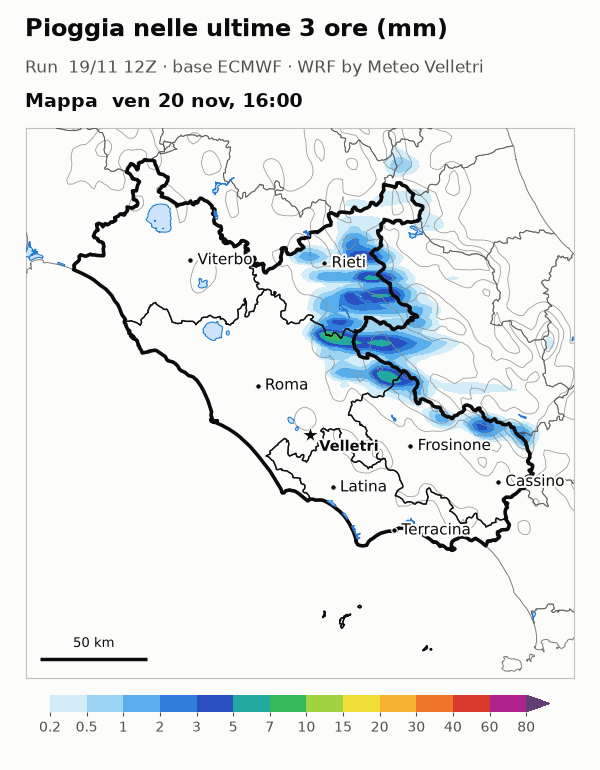 Pioggia nelle ultime 3 ore (mm)
Run  19/11 12Z · base ECMWF · WRF by Meteo Velletri
Mappa  ven 20 nov, 16:00
Viterbo
Rieti
Roma
Velletri
Frosinone
Cassino
Latina
Terracina
50 km
0.2 0.5 1 2 3 5 7 10 15 20 30 40 60 80